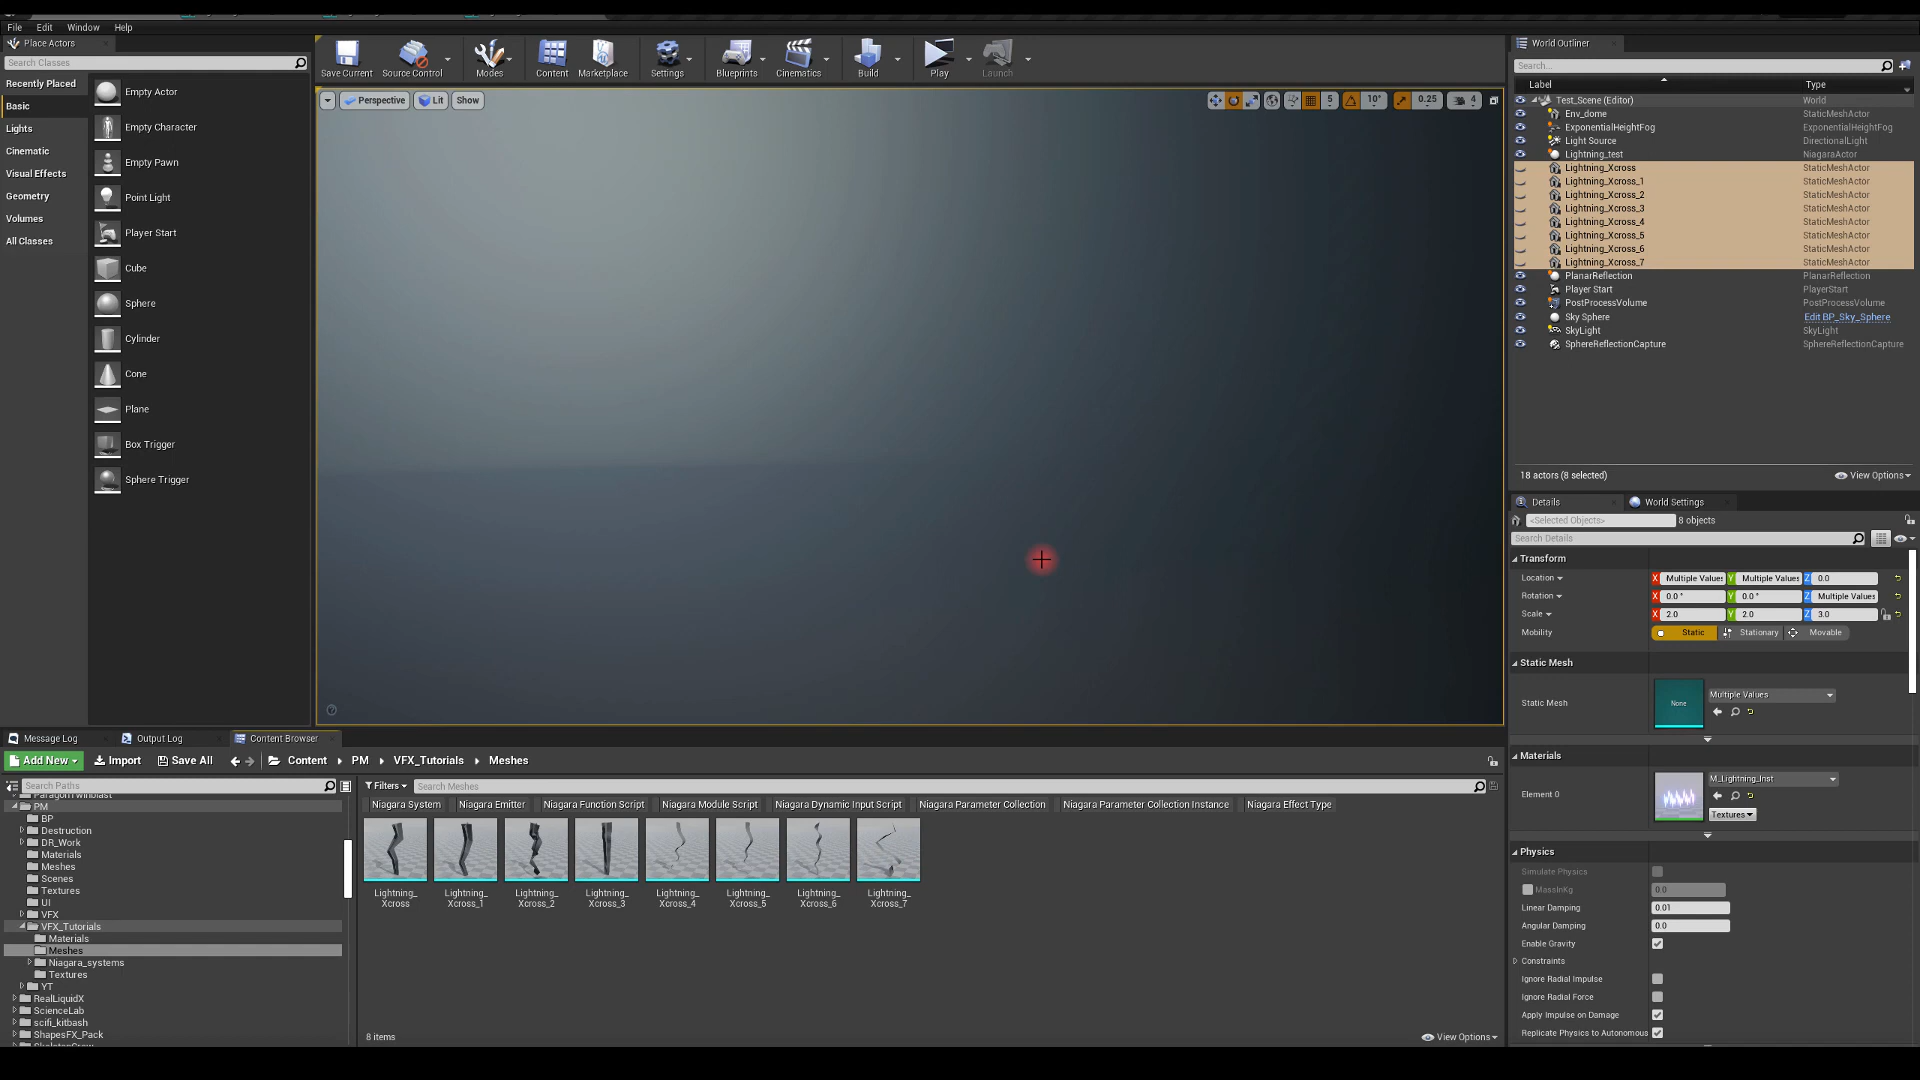 File Edit Window Help
Place Actors
Search Classes
Recently Placed
Basic
Lights
Cinematic
Visual Effects
Geometry
Volumes
All Classes
Empty Actor
Empty Character
Empty Pawn
Point Light
Player Start
Cube
Sphere
Cylinder
Cone
Plane
Box Trigger
Sphere Trigger
Save Current Source Control Modes Content Marketplace Settings Blueprints Cinematics Build Play Launch
Perspective Lit Show
5 10° 0.25 4
World Outliner
Search...
Label Type
Test_Scene (Editor) World
Env_dome StaticMeshActor
ExponentialHeightFog ExponentialHeightFog
Light Source DirectionalLight
Lightning_test NiagaraActor
Lightning_Xcross StaticMeshActor
Lightning_Xcross_1 StaticMeshActor
Lightning_Xcross_2 StaticMeshActor
Lightning_Xcross_3 StaticMeshActor
Lightning_Xcross_4 StaticMeshActor
Lightning_Xcross_5 StaticMeshActor
Lightning_Xcross_6 StaticMeshActor
Lightning_Xcross_7 StaticMeshActor
PlanarReflection PlanarReflection
Player Start PlayerStart
PostProcessVolume PostProcessVolume
Sky Sphere Edit BP_Sky_Sphere
SkyLight SkyLight
SphereReflectionCapture SphereReflectionCapture
18 actors (8 selected) View Options
Details World Settings
<Selected Objects> 8 objects
Search Details
Transform
Location X Multiple Values Y Multiple Values Z 0.0
Rotation X 0.0 ° Y 0.0 ° Z Multiple Values
Scale X 2.0 Y 2.0 Z 3.0
Mobility Static Stationary Movable
Static Mesh
Static Mesh None Multiple Values
Materials
Element 0 M_Lightning_Inst
Textures
Physics
Simulate Physics
MassInKg 0.0
Linear Damping 0.01
Angular Damping 0.0
Enable Gravity
Constraints
Ignore Radial Impulse
Ignore Radial Force
Apply Impulse on Damage
Replicate Physics to Autonomous
Message Log Output Log Content Browser
Add New Import Save All Content PM VFX_Tutorials Meshes
Search Paths
PM
BP
Destruction
DR_Work
Materials
Meshes
Scenes
Textures
UI
VFX
VFX_Tutorials
Materials
Meshes
Niagara_systems
Textures
YT
RealLiquidX
ScienceLab
scifi_kitbash
ShapesFX_Pack
Filters Search Meshes
Niagara System Niagara Emitter Niagara Function Script Niagara Module Script Niagara Dynamic Input Script Niagara Parameter Collection Niagara Parameter Collection Instance Niagara Effect Type
Lightning_ Lightning_ Lightning_ Lightning_ Lightning_ Lightning_ Lightning_ Lightning_
Xcross Xcross_1 Xcross_2 Xcross_3 Xcross_4 Xcross_5 Xcross_6 Xcross_7
8 items View Options